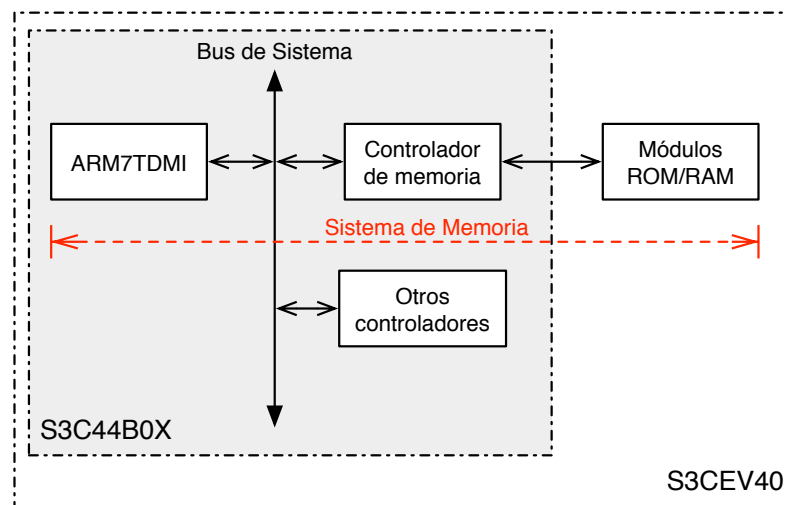 Bus de Sistema
ARM7TDMI
Controlador
de memoria
Módulos
ROM/RAM
Sistema de Memoria
Otros
controladores
S3C44B0X
S3CEV40